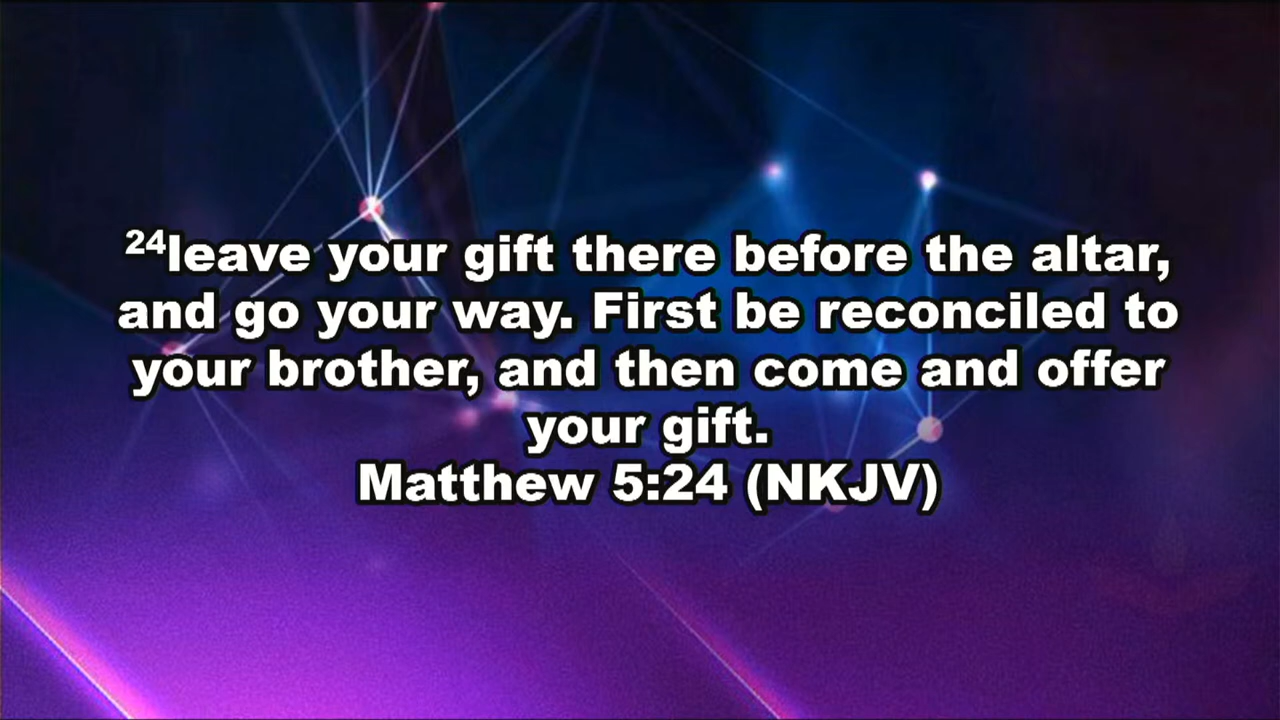 24leave your gift there before the altar,
and go your way. First be reconciled to
your brother, and then come and offer
your gift.
Matthew 5:24 (NKJV)